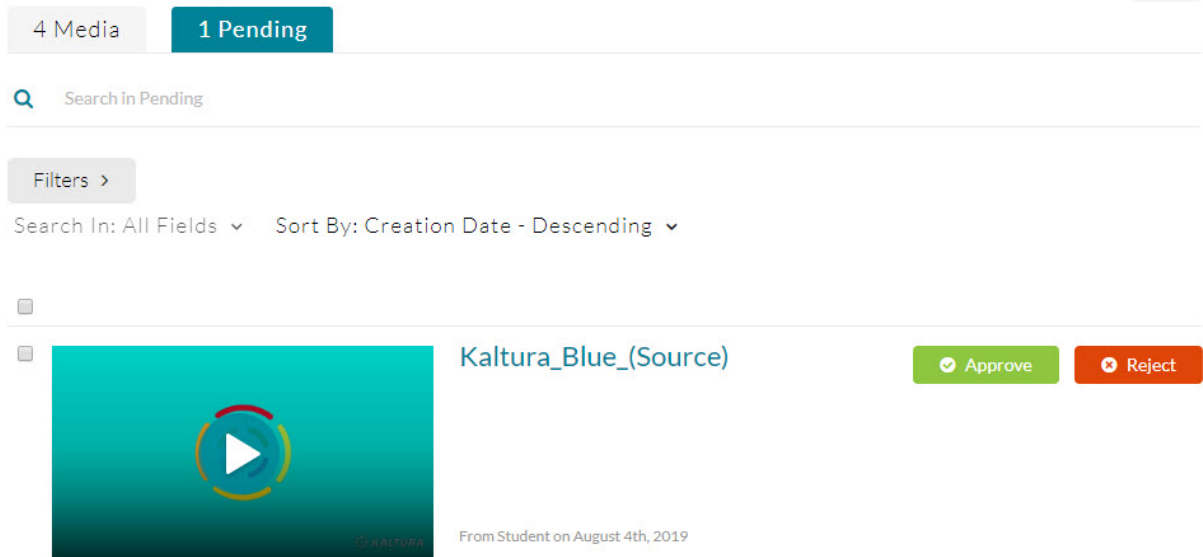 4 Media
1 Pending
Search in Pending
Filters >
Search In: All Fields
Sort By: Creation Date - Descending
Kaltura_Blue_(Source)
Approve
Reject
KALTURA
From Student on August 4th, 2019